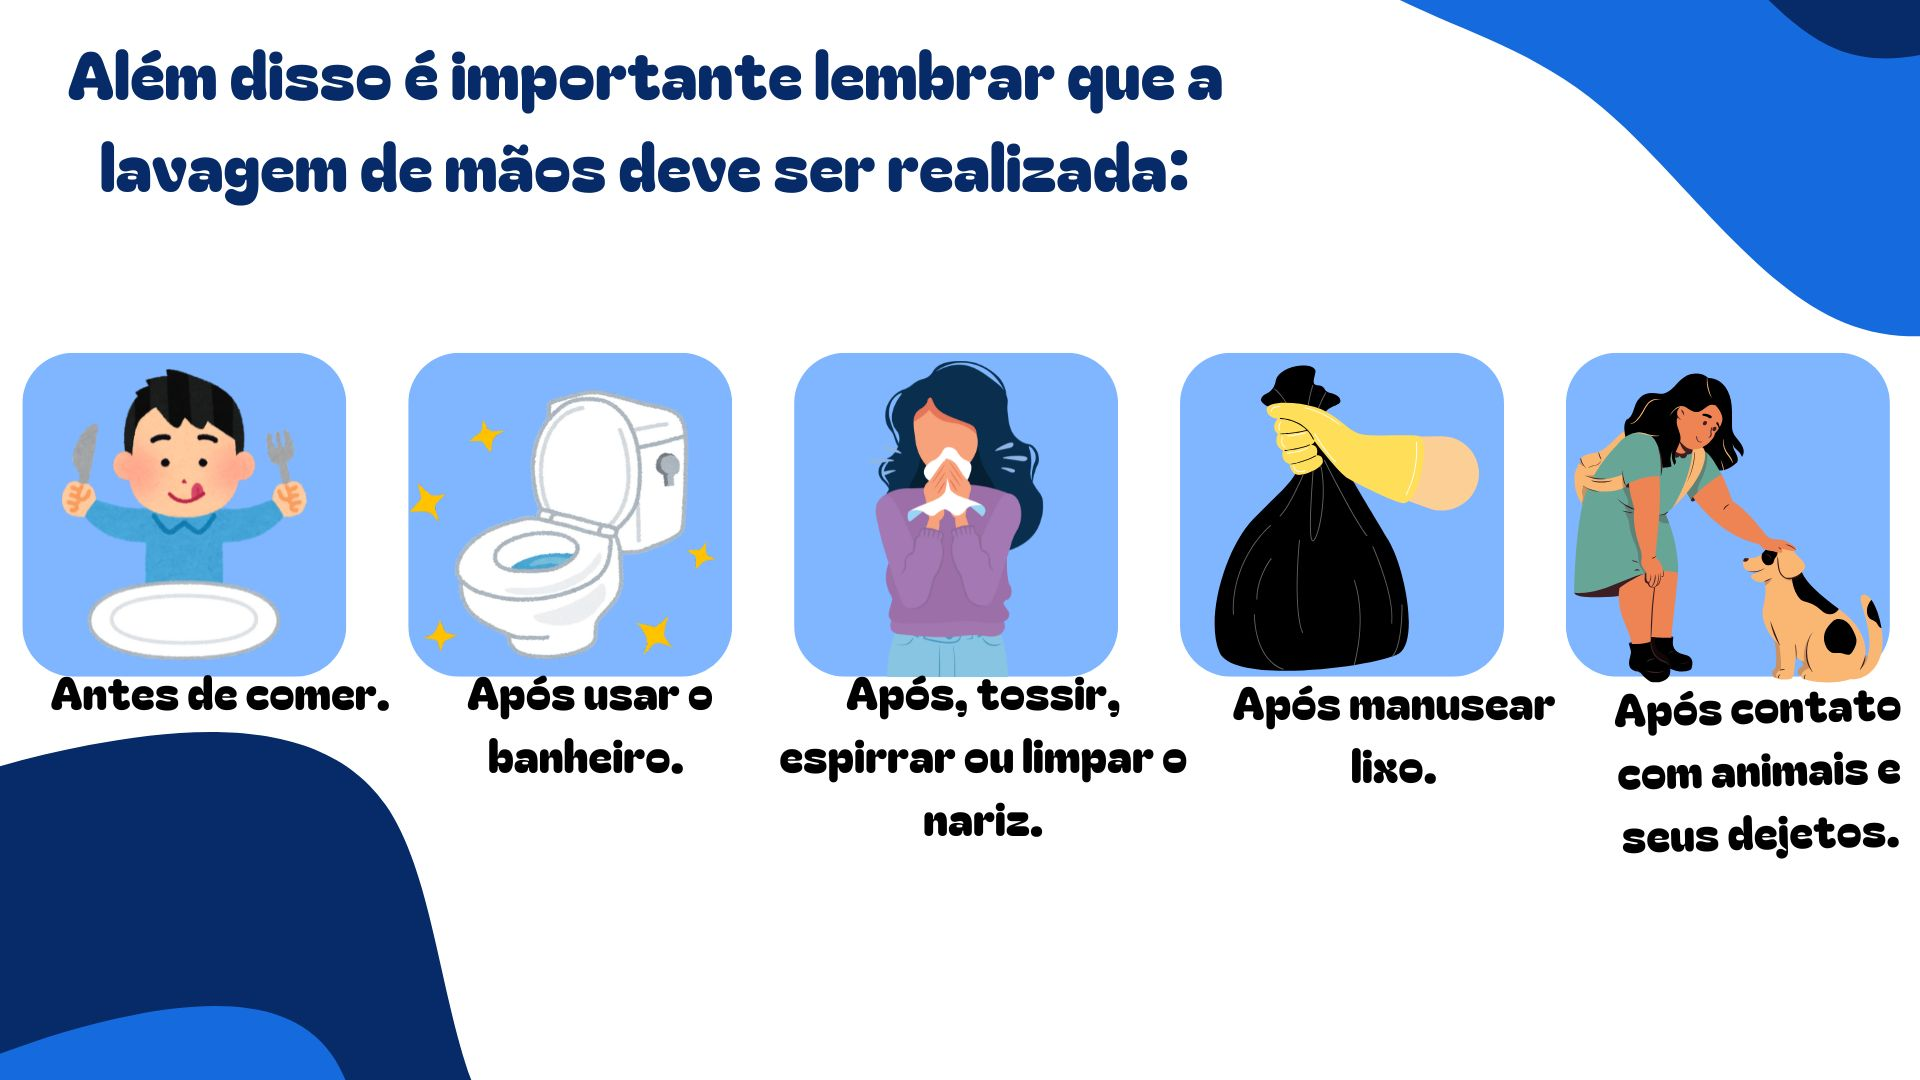 Além disso é importante lembrar que a
lavagem de mãos deve ser realizada:
Antes de comer.
Após usar o
banheiro.
Após, tossir,
espirrar ou limpar o
nariz.
Após manusear
lixo.
Após contato
com animais e
seus dejetos.